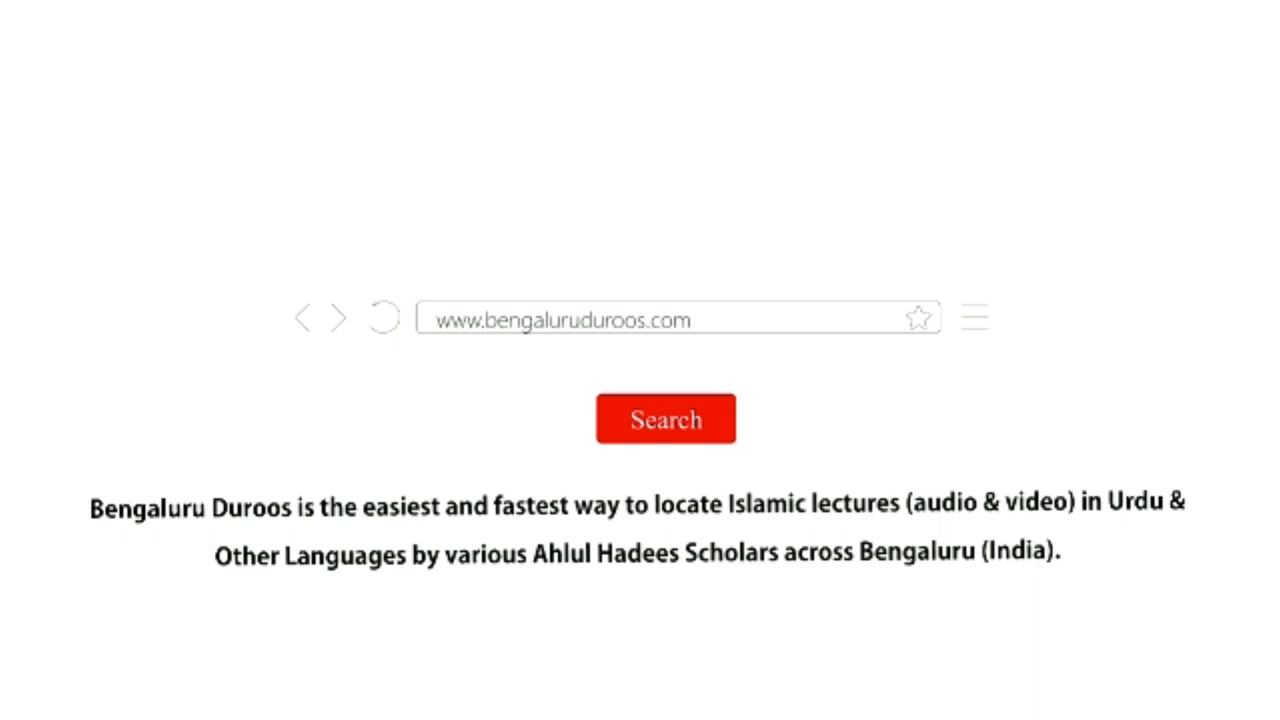 www.bengaluruduroos.com
Search
Bengaluru Duroos is the easiest and fastest way to locate Islamic lectures (audio & video) in Urdu &
Other Languages by various Ahlul Hadees Scholars across Bengaluru (India).